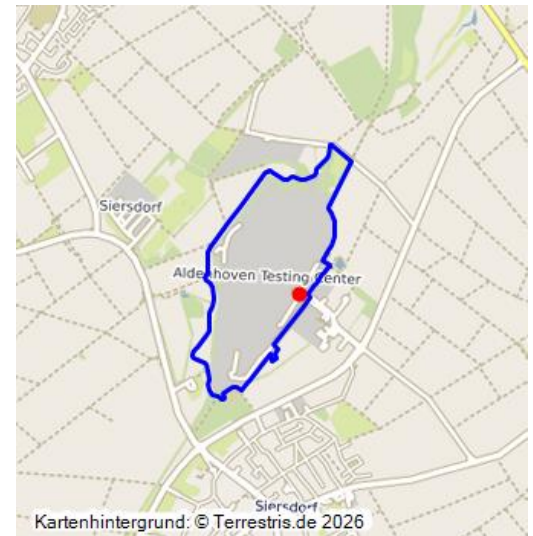 Siersdorf
Aldenhoven Testing Center
Siersdorf
Kartenhintergrund: © Terrestris.de 2026